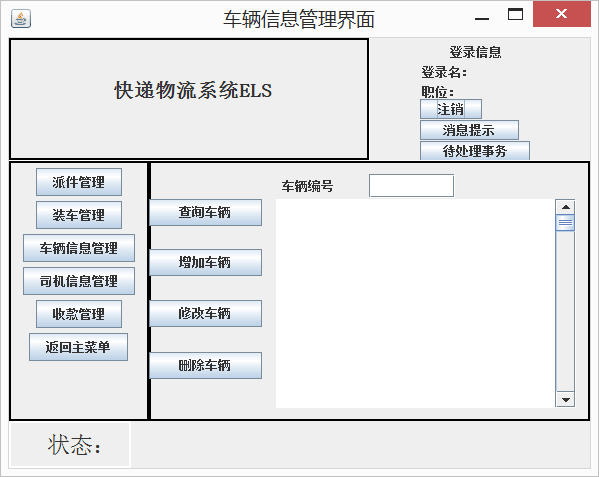 车辆信息管理界面
快递物流系统ELS
登录信息
登录名：
职位：
注销
消息提示
待处理事务
派件管理
装车管理
车辆信息管理
司机信息管理
收款管理
返回主菜单
车辆编号
查询车辆
增加车辆
修改车辆
删除车辆
状态：